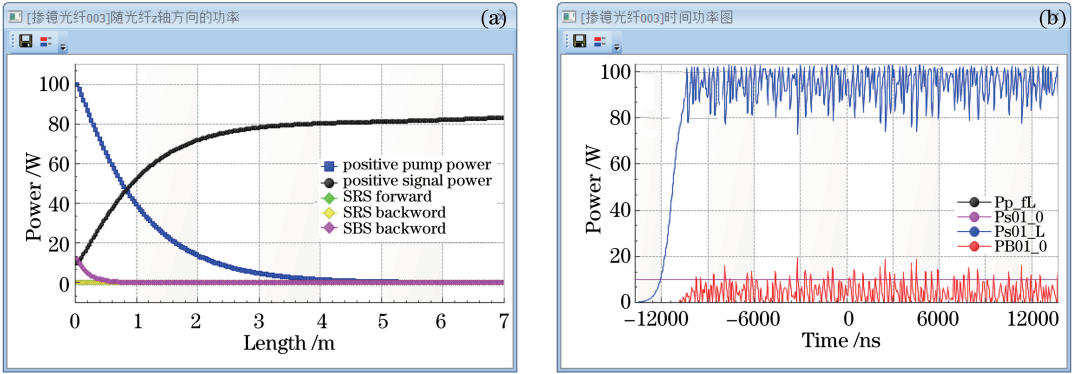 [掺镱光纤003]随光纤z轴方向的功率
(a)
Power /W
100
80
60
40
20
0
positive pump power
positive signal power
SRS forward
SRS backword
SBS backword
0 1 2 3 4 5 6 7
Length /m
[掺镱光纤003]时间功率图
(b)
Power /W
100
80
60
40
20
0
Pp_fL
Ps01_0
Ps01_L
PB01_0
−12000 −6000 0 6000 12000
Time /ns